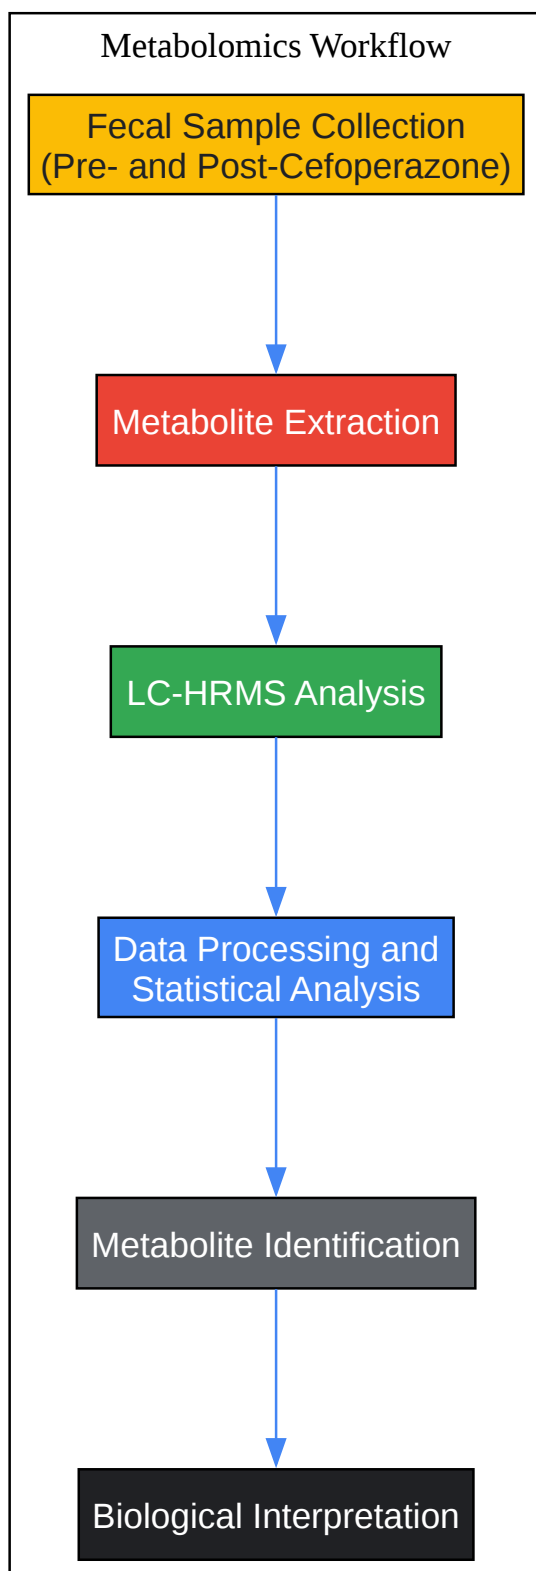 Metabolomics Workflow
Fecal Sample Collection
(Pre- and Post-Cefoperazone)
Metabolite Extraction
LC-HRMS Analysis
Data Processing and
Statistical Analysis
Metabolite Identification
Biological Interpretation